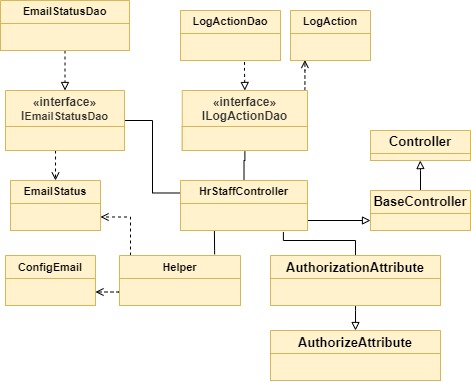 EmailStatusDao
LogActionDao
LogAction
«interface»
IEmailStatusDao
«interface»
ILogActionDao
Controller
EmailStatus
HrStaffController
BaseController
ConfigEmail
Helper
AuthorizationAttribute
AuthorizeAttribute